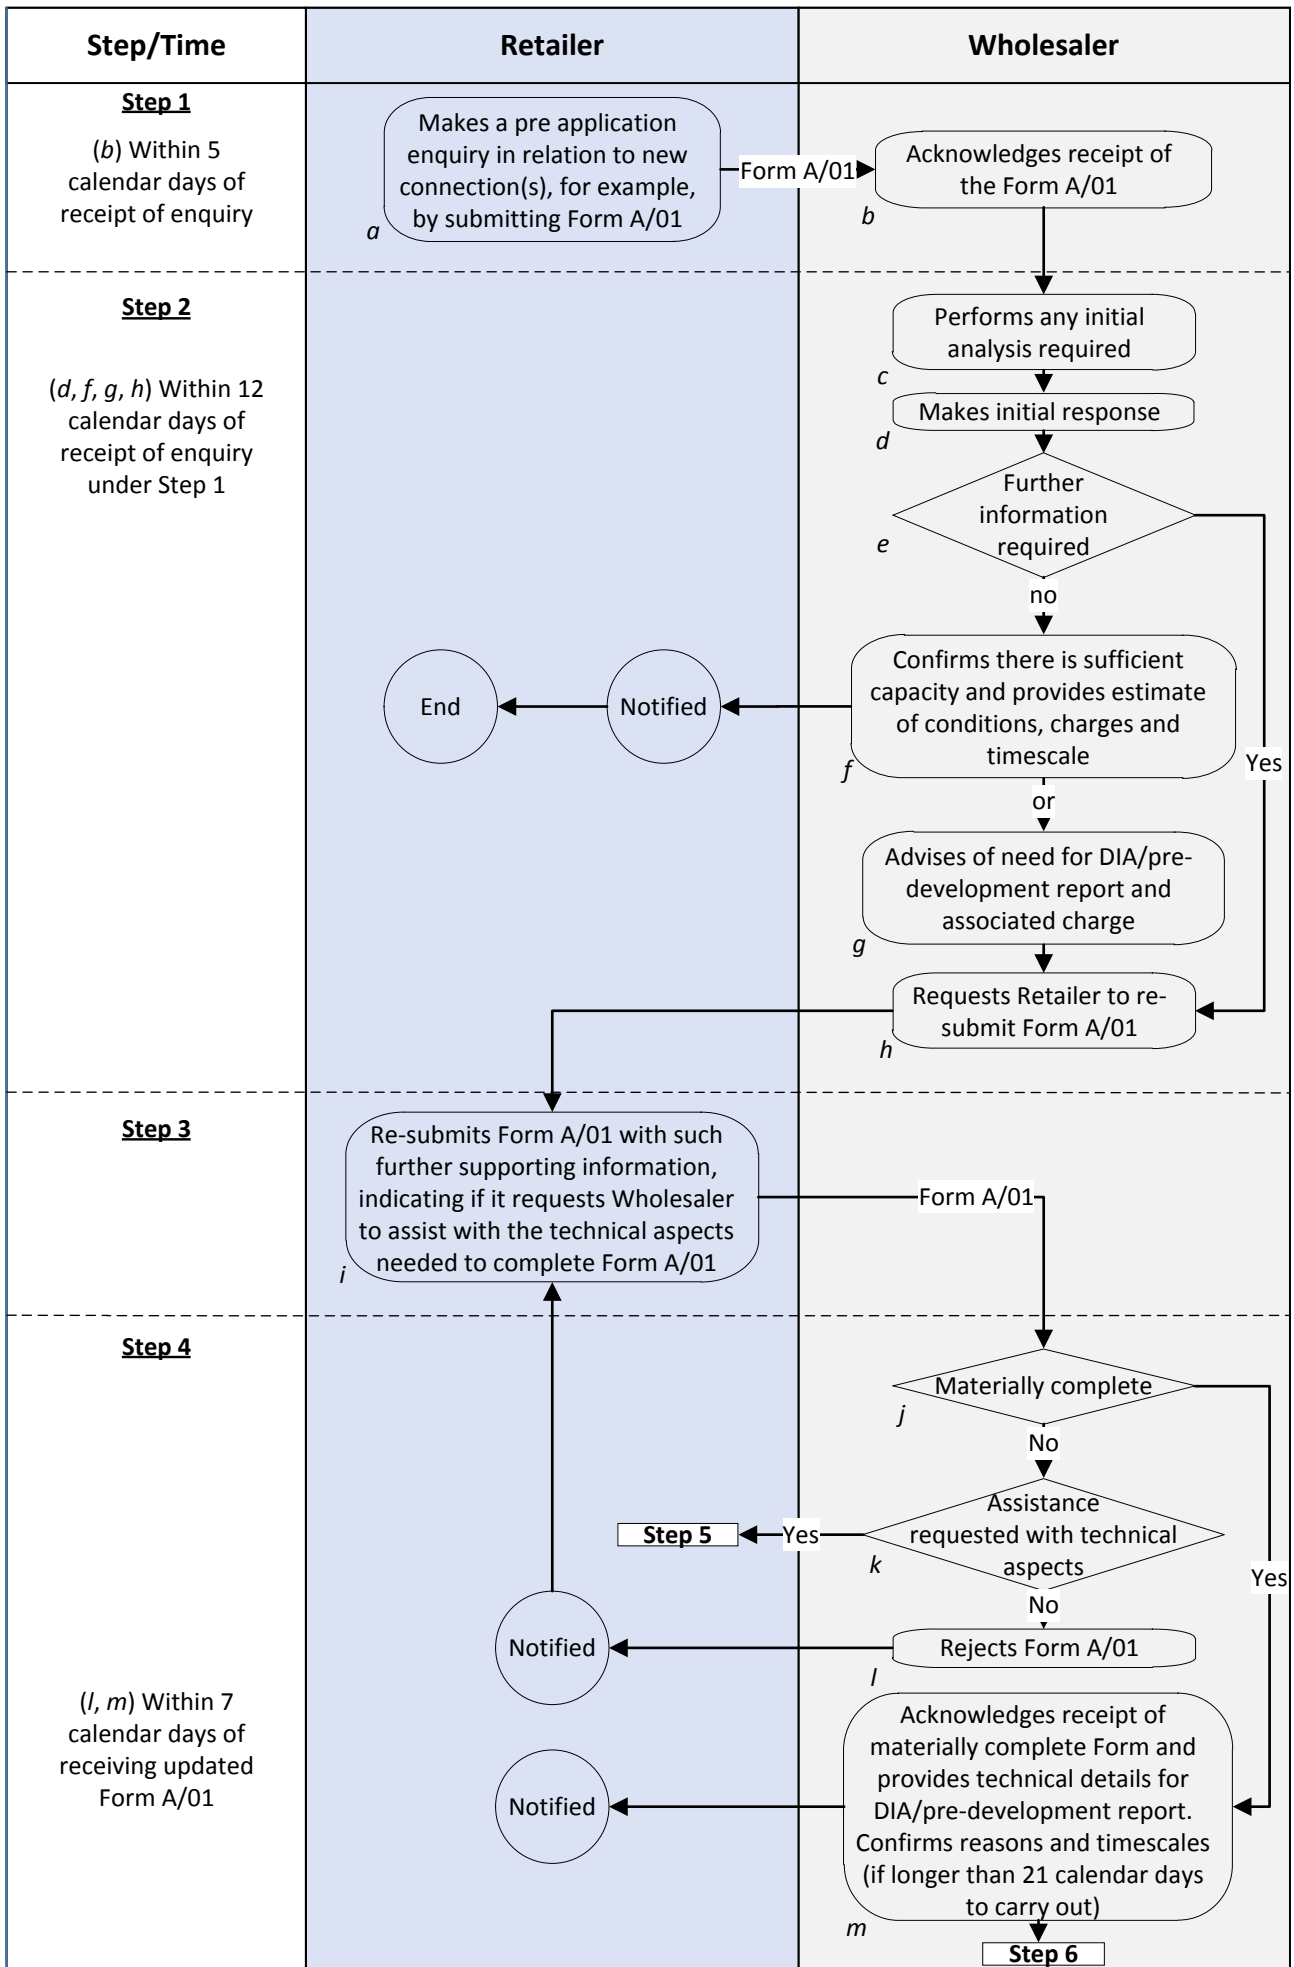 Step/Time
Retailer
Wholesaler
Step 1
(b) Within 5
calendar days of
receipt of enquiry
Makes a pre application
enquiry in relation to new
connection(s), for example,
by submitting Form A/01
a
Form A/01
Acknowledges receipt of
the Form A/01
b
Step 2
(d, f, g, h) Within 12
calendar days of
receipt of enquiry
under Step 1
Performs any initial
analysis required
c
Makes initial response
d
Further
information
required
e
no
Yes
Confirms there is sufficient
capacity and provides estimate
of conditions, charges and
timescale
f
Notified
End
or
Advises of need for DIA/pre-
development report and
associated charge
g
Requests Retailer to re-
submit Form A/01
h
Step 3
Re-submits Form A/01 with such
further supporting information,
indicating if it requests Wholesaler
to assist with the technical aspects
needed to complete Form A/01
i
Form A/01
Step 4
Materially complete
j
No
Yes
Assistance
requested with technical
aspects
k
Yes
Step 5
No
Rejects Form A/01
l
Notified
(l, m) Within 7
calendar days of
receiving updated
Form A/01
Acknowledges receipt of
materially complete Form and
provides technical details for
DIA/pre-development report.
Confirms reasons and timescales
(if longer than 21 calendar days
to carry out)
m
Notified
Step 6